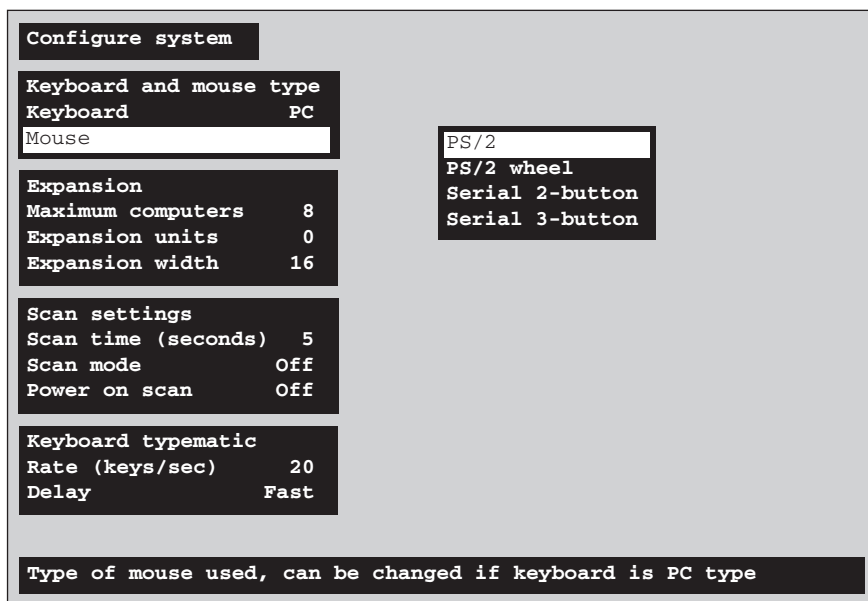 Configure system
Keyboard and mouse type
Keyboard PC
Mouse
PS/2
PS/2 wheel
Serial 2-button
Serial 3-button
Expansion
Maximum computers 8
Expansion units 0
Expansion width 16
Scan settings
Scan time (seconds) 5
Scan mode Off
Power on scan Off
Keyboard typematic
Rate (keys/sec) 20
Delay Fast
Type of mouse used, can be changed if keyboard is PC type